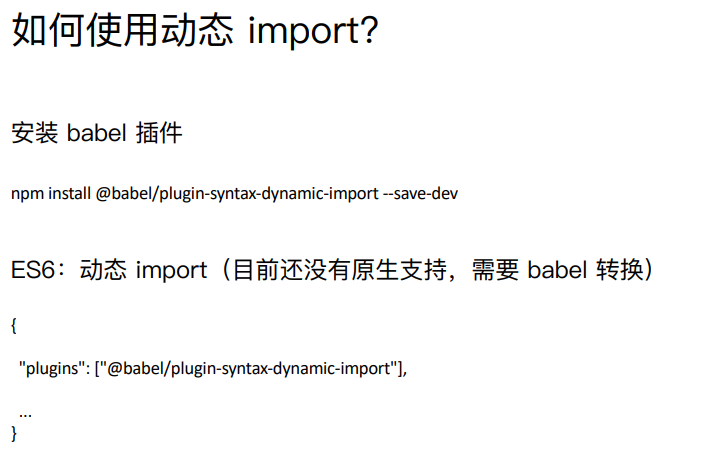 如何使用动态 import?
安装 babel 插件
npm install @babel/plugin-syntax-dynamic-import --save-dev
ES6：动态 import（目前还没有原生支持，需要 babel 转换）
{
"plugins": ["@babel/plugin-syntax-dynamic-import"],
...
}